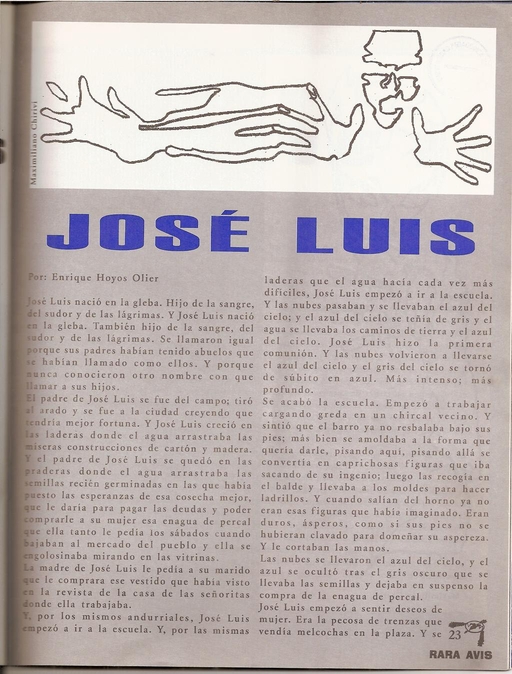 Maximiliano Chirivi
JOSÉ LUIS
Por: Enrique Hoyos Olier
José Luis nació en la gleba. Hijo de la sangre,
del sudor y de las lágrimas. Y José Luis nació
en la gleba. También hijo de la sangre, del
sudor y de las lágrimas. Se llamaron igual
porque sus padres habían tenido abuelos que
se habían llamado como ellos. Y porque
nunca conocieron otro nombre con que
llamar a sus hijos.
El padre de José Luis se fue del campo; tiró
el arado y se fue a la ciudad creyendo que
tendría mejor fortuna. Y José Luis creció en
las laderas donde el agua arrastraba las
míseras construcciones de cartón y madera.
Y el padre de José Luis se quedó en las
praderas donde el agua arrastraba las
semillas recién germinadas en las que había
puesto las esperanzas de esa cosecha mejor,
que le daría para pagar las deudas y poder
comprarle a su mujer esa enagua de percal
que ella tanto le pedía los sábados cuando
bajaban al mercado del pueblo y ella se
engolosinaba mirando en las vitrinas.
La madre de José Luis le pedía a su marido
que le comprara ese vestido que había visto
en la revista de la casa de las señoritas
donde ella trabajaba.
Y, por los mismos andurriales, José Luis
empezó a ir a la escuela. Y, por las mismas
laderas que el agua hacía cada vez más
difíciles, José Luis empezó a ir a la escuela.
Y las nubes pasaban y se llevaban el azul del
cielo; y el azul del cielo se teñía de gris y el
agua se llevaba los caminos de tierra y el azul
del cielo. José Luis hizo la primera
comunión. Y las nubes volvieron a llevarse
el azul del cielo y el gris del cielo se tornó
de súbito en azul. Más intenso; más
profundo.
Se acabó la escuela. Empezó a trabajar
cargando greda en un chircal vecino. Y
sintió que el barro ya no resbalaba bajo sus
pies; más bien se amoldaba a la forma que
quería darle, pisando aquí, pisando allá se
convertía en caprichosas figuras que iba
sacando de su ingenio; luego las recogía en
el balde y llevaba a los moldes para hacer
ladrillos. Y cuando salían del horno ya no
eran esas figuras que había imaginado. Eran
duros, ásperos, como si sus pies no se
hubieran clavado para domeñar su aspereza.
Y le cortaban las manos.
Las nubes se llevaron el azul del cielo, y el
azul se ocultó tras el gris oscuro que se
llevaba las semillas y dejaba en suspenso la
compra de la enagua de percal.
José Luis empezó a sentir deseos de
mujer. Era la pecosa de trenzas que
vendía melcochas en la plaza. Y se
23
RARA AVIS